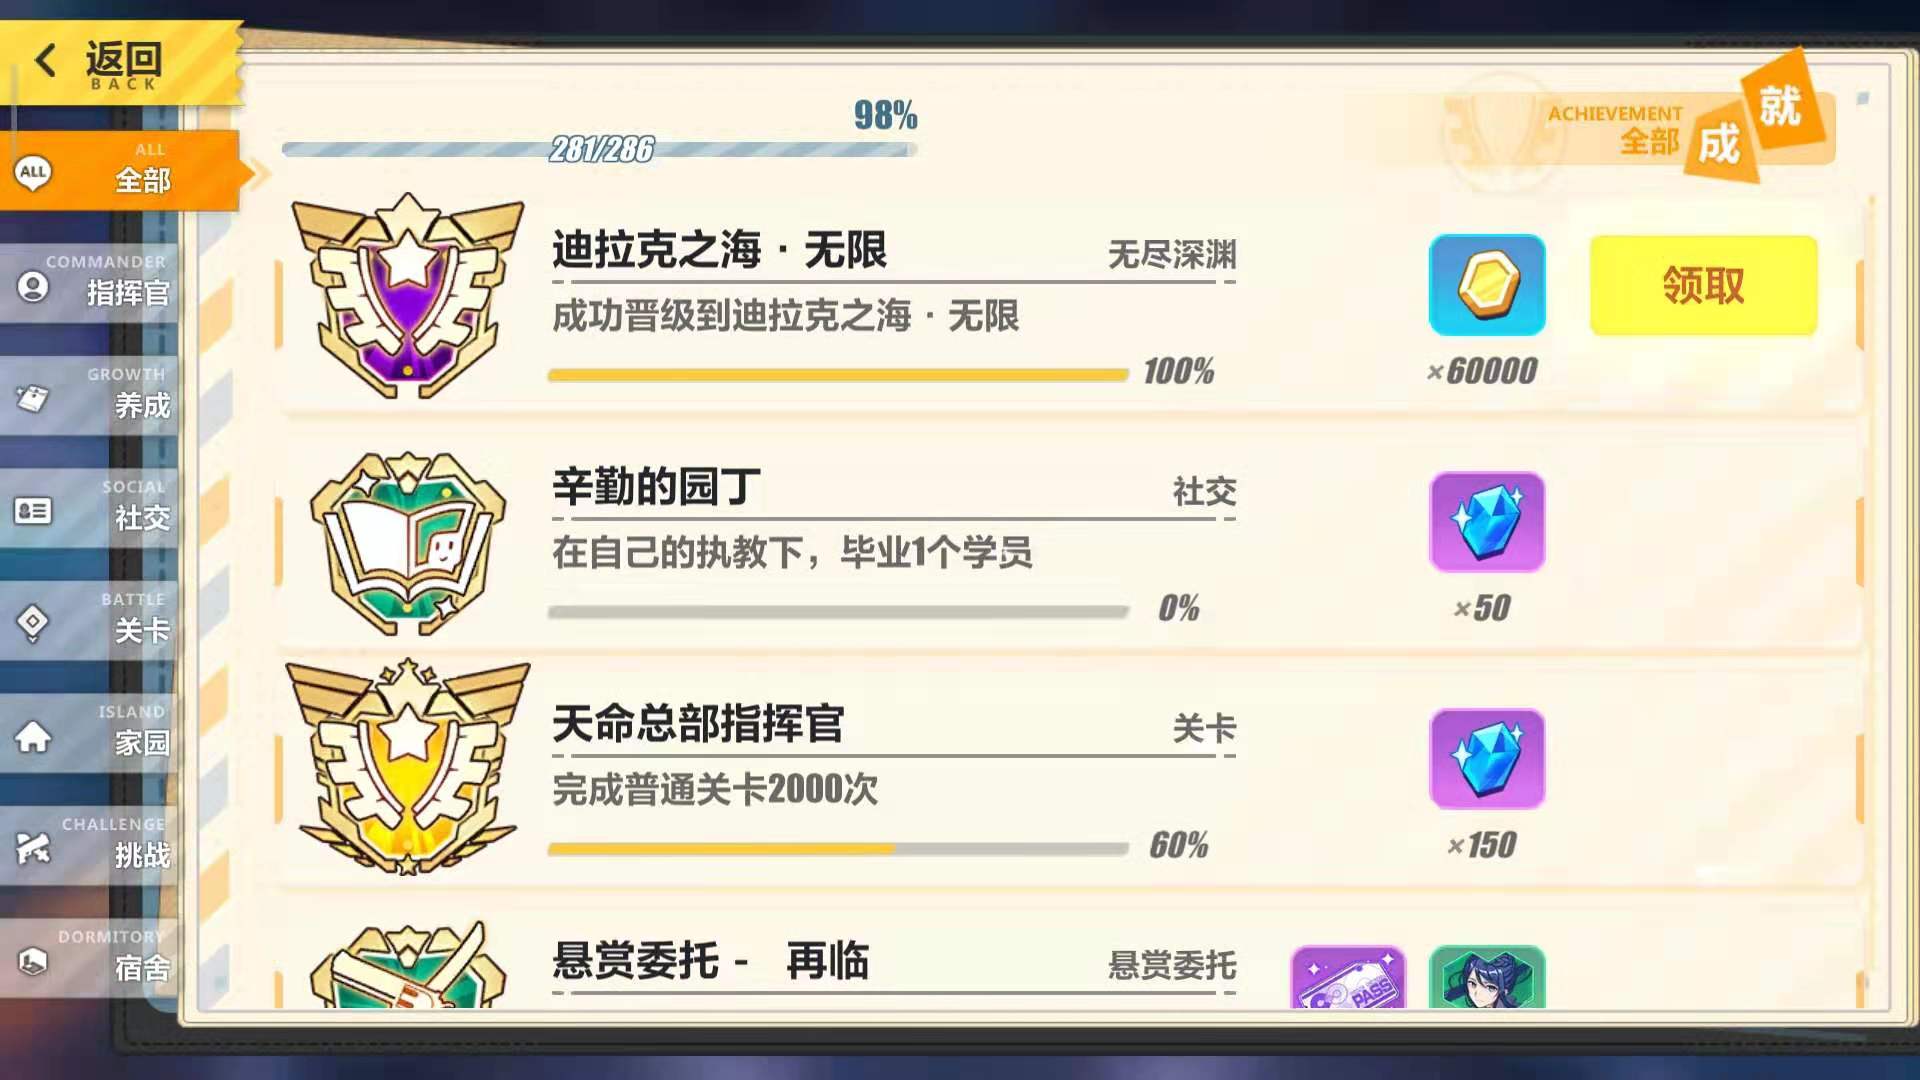 返回
BACK
ALL
ALL
全部
COMMANDER
指挥官
GROWTH
养成
SOCIAL
社交
BATTLE
关卡
ISLAND
家园
CHALLENGE
挑战
DORMITORY
宿舍
98%
281/286
ACHIEVEMENT
全部
成就
迪拉克之海·无限
无尽深渊
成功晋级到迪拉克之海·无限
100%
×60000
领取
辛勤的园丁
社交
在自己的执教下，毕业1个学员
0%
×50
天命总部指挥官
关卡
完成普通关卡2000次
60%
×150
悬赏委托- 再临
悬赏委托
PASS